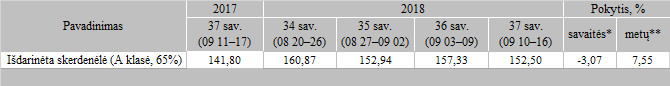 Pavadinimas 2017 2018 Pokytis, %
37 sav. (09 11–17) 34 sav. (08 20–26) 35 sav. (08 27–09 02) 36 sav. (09 03–09) 37 sav. (09 10–16) savaitės* metų**
Išdarinėta skerdenėlė (A klasė, 65%) 141,80 160,87 152,94 157,33 152,50 -3,07 7,55